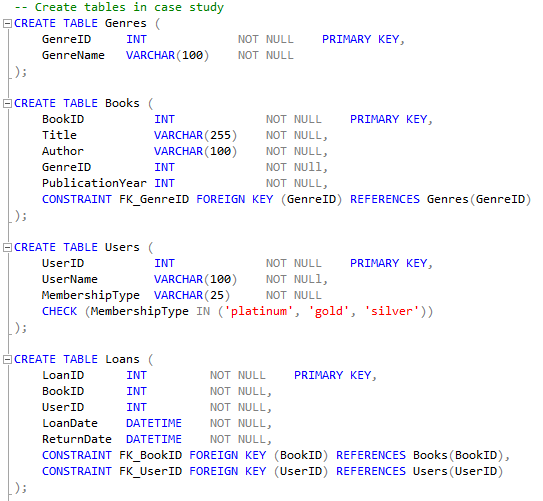 -- Create tables in case study
CREATE TABLE Genres (
GenreID INT NOT NULL PRIMARY KEY,
GenreName VARCHAR(100) NOT NULL
);
CREATE TABLE Books (
BookID INT NOT NULL PRIMARY KEY,
Title VARCHAR(255) NOT NULL,
Author VARCHAR(100) NOT NULL,
GenreID INT NOT NUll,
PublicationYear INT NOT NULL,
CONSTRAINT FK_GenreID FOREIGN KEY (GenreID) REFERENCES Genres(GenreID)
);
CREATE TABLE Users (
UserID INT NOT NULL PRIMARY KEY,
UserName VARCHAR(100) NOT NULl,
MembershipType VARCHAR(25) NOT NULL
CHECK (MembershipType IN ('platinum', 'gold', 'silver'))
);
CREATE TABLE Loans (
LoanID INT NOT NULL PRIMARY KEY,
BookID INT NOT NULL,
UserID INT NOT NULL,
LoanDate DATETIME NOT NULL,
ReturnDate DATETIME NOT NULL,
CONSTRAINT FK_BookID FOREIGN KEY (BookID) REFERENCES Books(BookID),
CONSTRAINT FK_UserID FOREIGN KEY (UserID) REFERENCES Users(UserID)
);